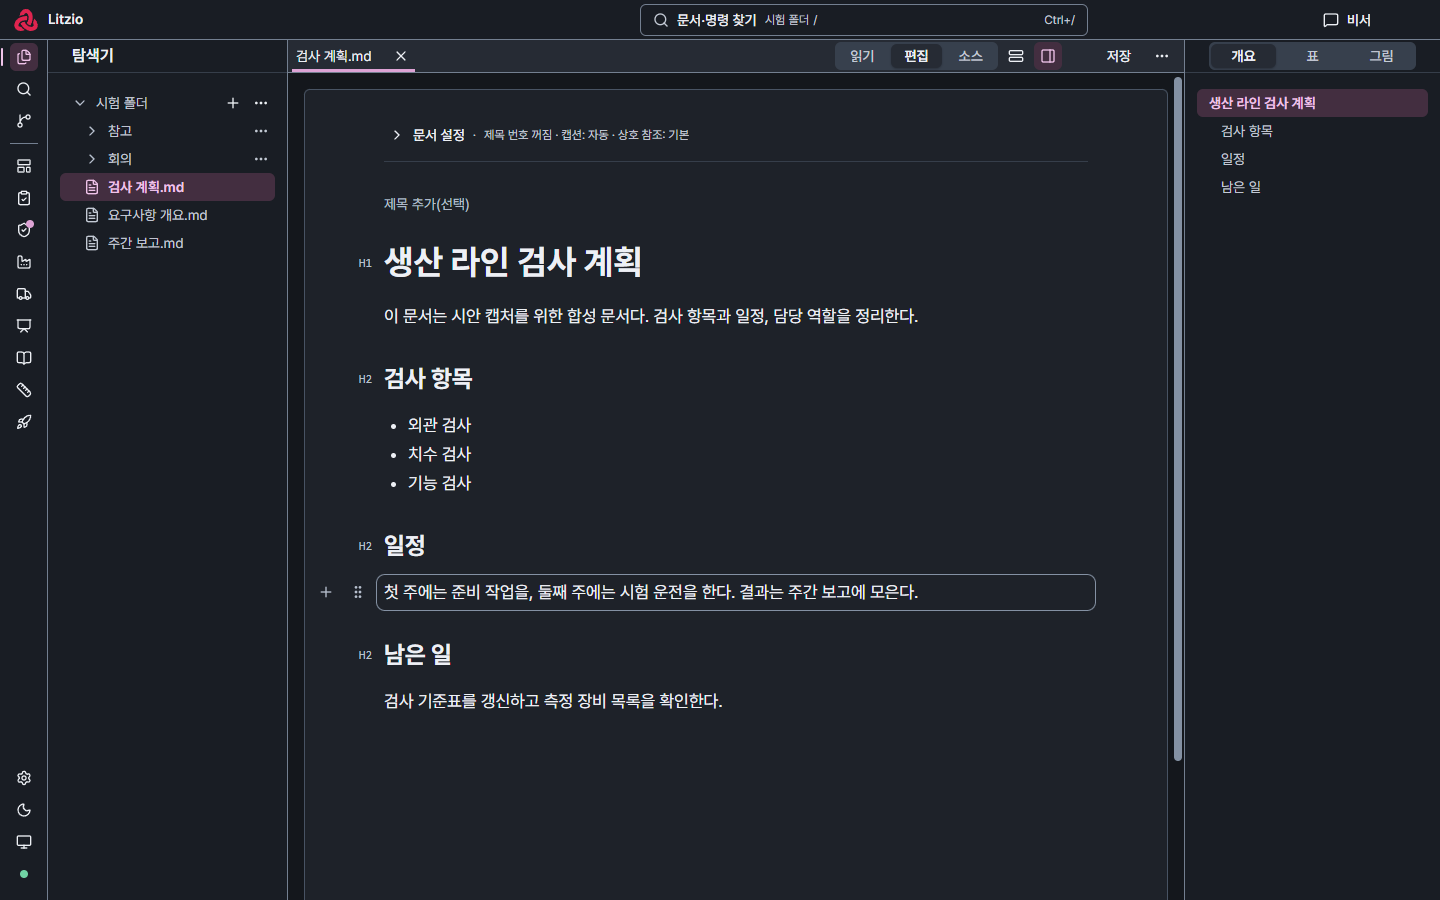 Litzio
문서·명령 찾기 시험 폴더 / Ctrl+/
비서
탐색기
시험 폴더
참고
회의
검사 계획.md
요구사항 개요.md
주간 보고.md
검사 계획.md
읽기 편집 소스
저장
문서 설정 · 제목 번호 꺼짐 · 캡션: 자동 · 상호 참조: 기본
제목 추가(선택)
H1 생산 라인 검사 계획
이 문서는 시안 캡처를 위한 합성 문서다. 검사 항목과 일정, 담당 역할을 정리한다.
H2 검사 항목
• 외관 검사
• 치수 검사
• 기능 검사
H2 일정
첫 주에는 준비 작업을, 둘째 주에는 시험 운전을 한다. 결과는 주간 보고에 모은다.
H2 남은 일
검사 기준표를 갱신하고 측정 장비 목록을 확인한다.
개요 표 그림
생산 라인 검사 계획
검사 항목
일정
남은 일